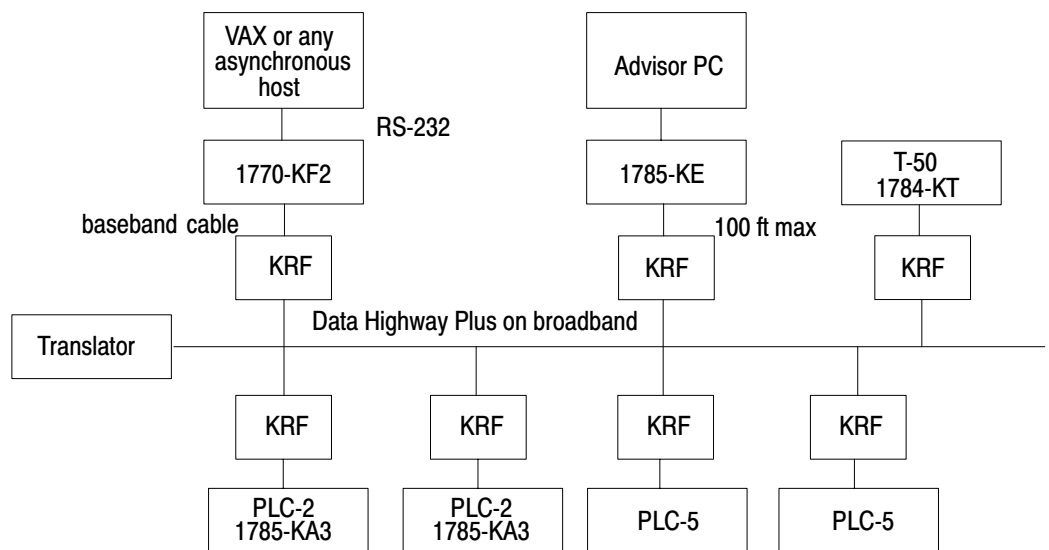 VAX or any
asynchronous
host
Advisor PC
RS-232
1770-KF2
1785-KE
T-50
1784-KT
baseband cable
100 ft max
KRF
KRF
KRF
Data Highway Plus on broadband
Translator
KRF
KRF
KRF
KRF
PLC-2
1785-KA3
PLC-2
1785-KA3
PLC-5
PLC-5